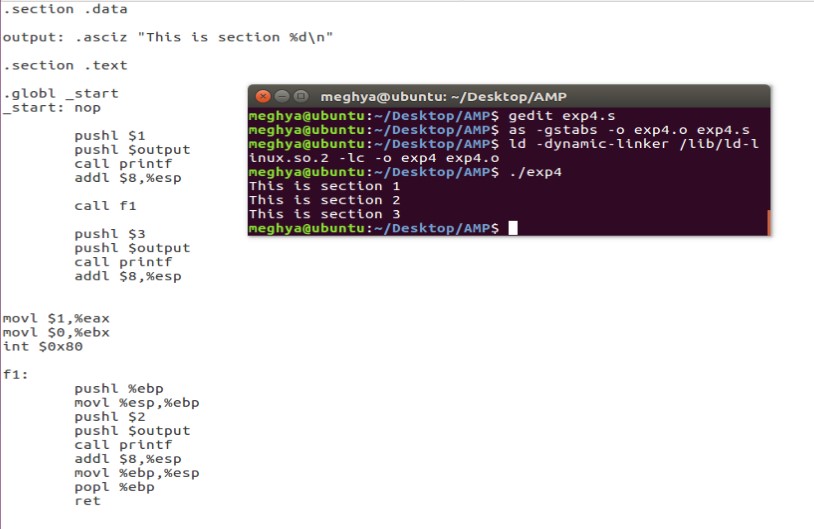 .section .data
output: .asciz "This is section %d\n"
.section .text
.globl _start
_start: nop
pushl $1
pushl $output
call printf
addl $8,%esp
call f1
pushl $3
pushl $output
call printf
addl $8,%esp
movl $1,%eax
movl $0,%ebx
int $0x80
f1:
pushl %ebp
movl %esp,%ebp
pushl $2
pushl $output
call printf
addl $8,%esp
movl %ebp,%esp
popl %ebp
ret
meghya@ubuntu: ~/Desktop/AMP
meghya@ubuntu:~/Desktop/AMP$ gedit exp4.s
meghya@ubuntu:~/Desktop/AMP$ as -gstabs -o exp4.o exp4.s
meghya@ubuntu:~/Desktop/AMP$ ld -dynamic-linker /lib/ld-l
inux.so.2 -lc -o exp4 exp4.o
meghya@ubuntu:~/Desktop/AMP$ ./exp4
This is section 1
This is section 2
This is section 3
meghya@ubuntu:~/Desktop/AMP$